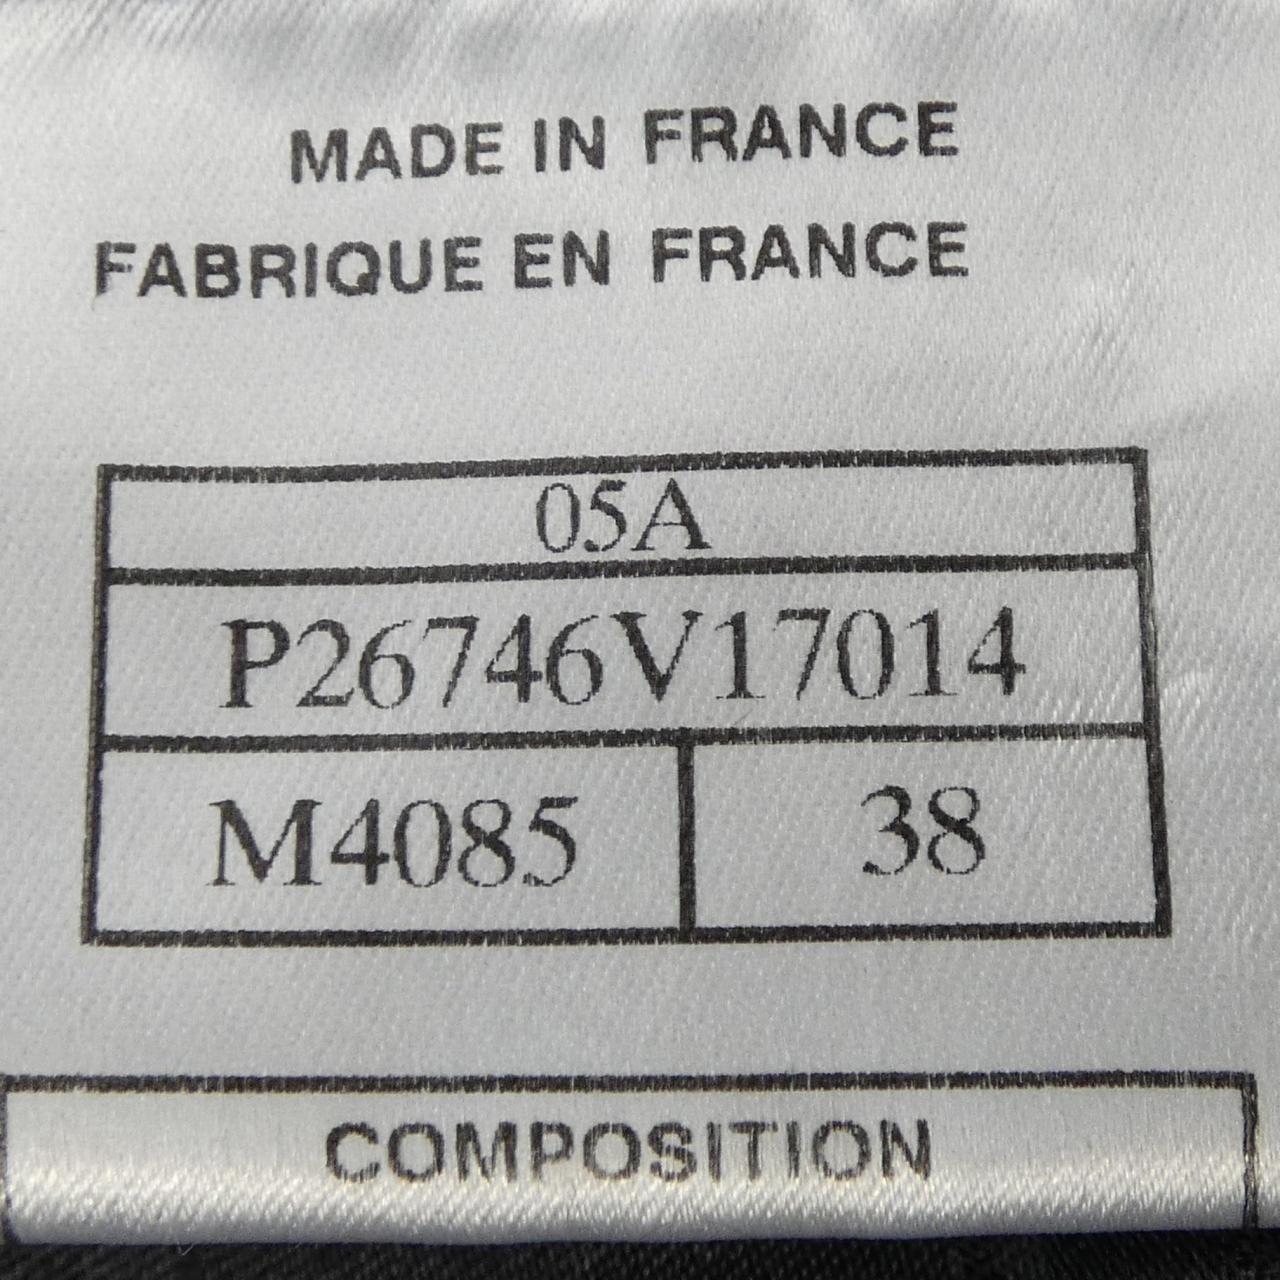 MADE IN FRANCE
FABRIQUE EN FRANCE
05A
P26746V17014
M4085 38
COMPOSITION